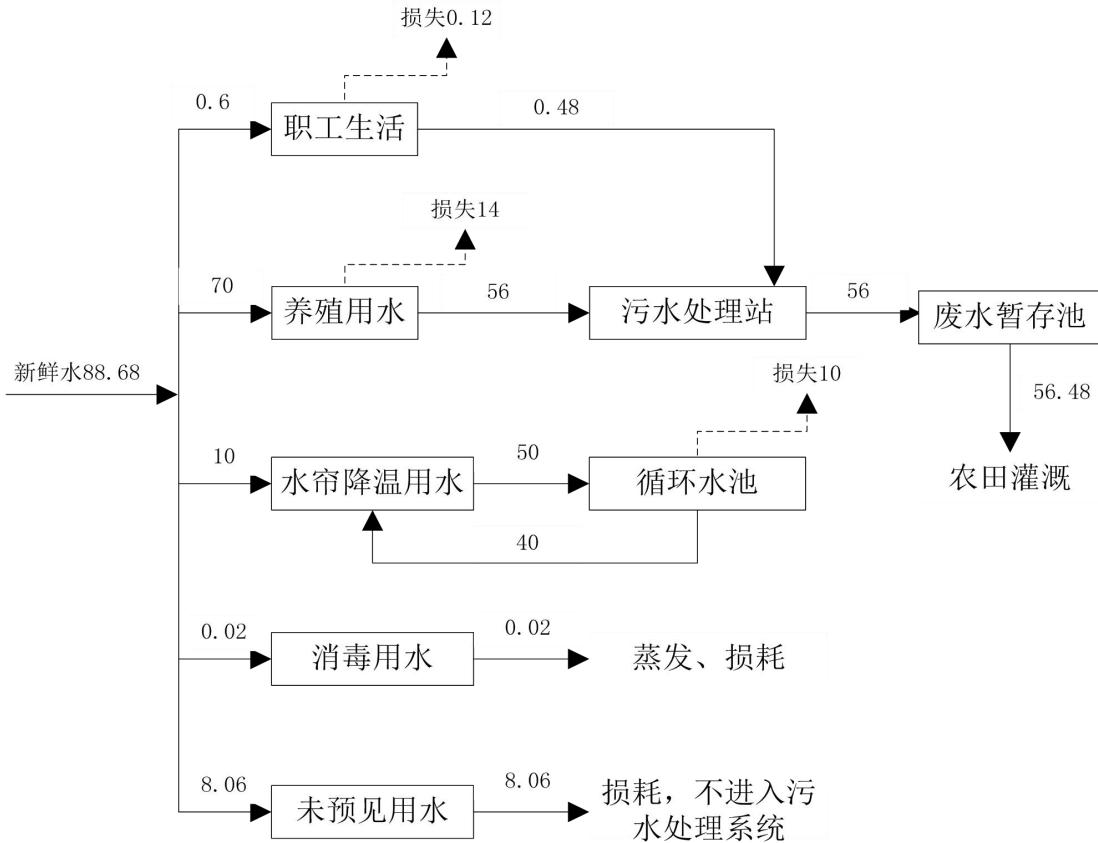 损失0.12
0.6
职工生活
0.48
损失14
70
养殖用水
56
污水处理站
56
废水暂存池
新鲜水88.68
损失10
56.48
10
水帘降温用水
50
循环水池
农田灌溉
40
0.02
消毒用水
0.02
蒸发、损耗
8.06
未预见用水
8.06
损耗，不进入污
水处理系统